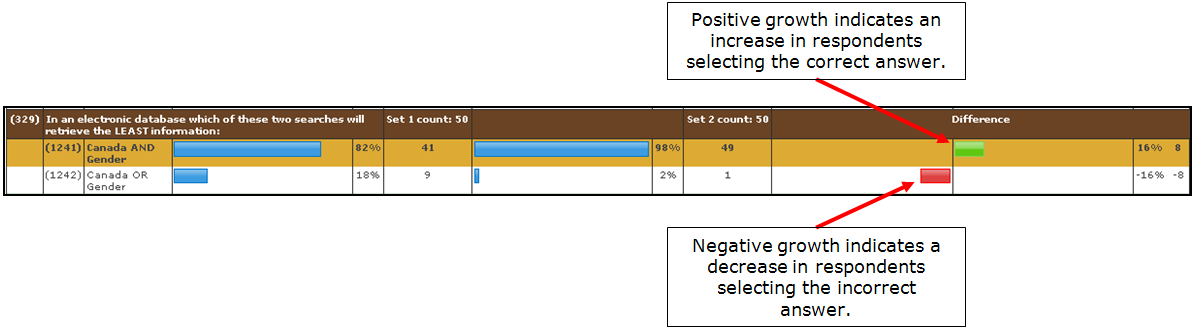 Positive growth indicates an
increase in respondents
selecting the correct answer.
(329) In an electronic database which of these two searches will Set 1 count: 50 Set 2 count: 50 Difference
retrieve the LEAST information:
(1241) Canada AND 82% 41 98% 49 16% 8
Gender
(1242) Canada OR 18% 9 2% 1 -16% -8
Gender
Negative growth indicates a
decrease in respondents
selecting the incorrect
answer.